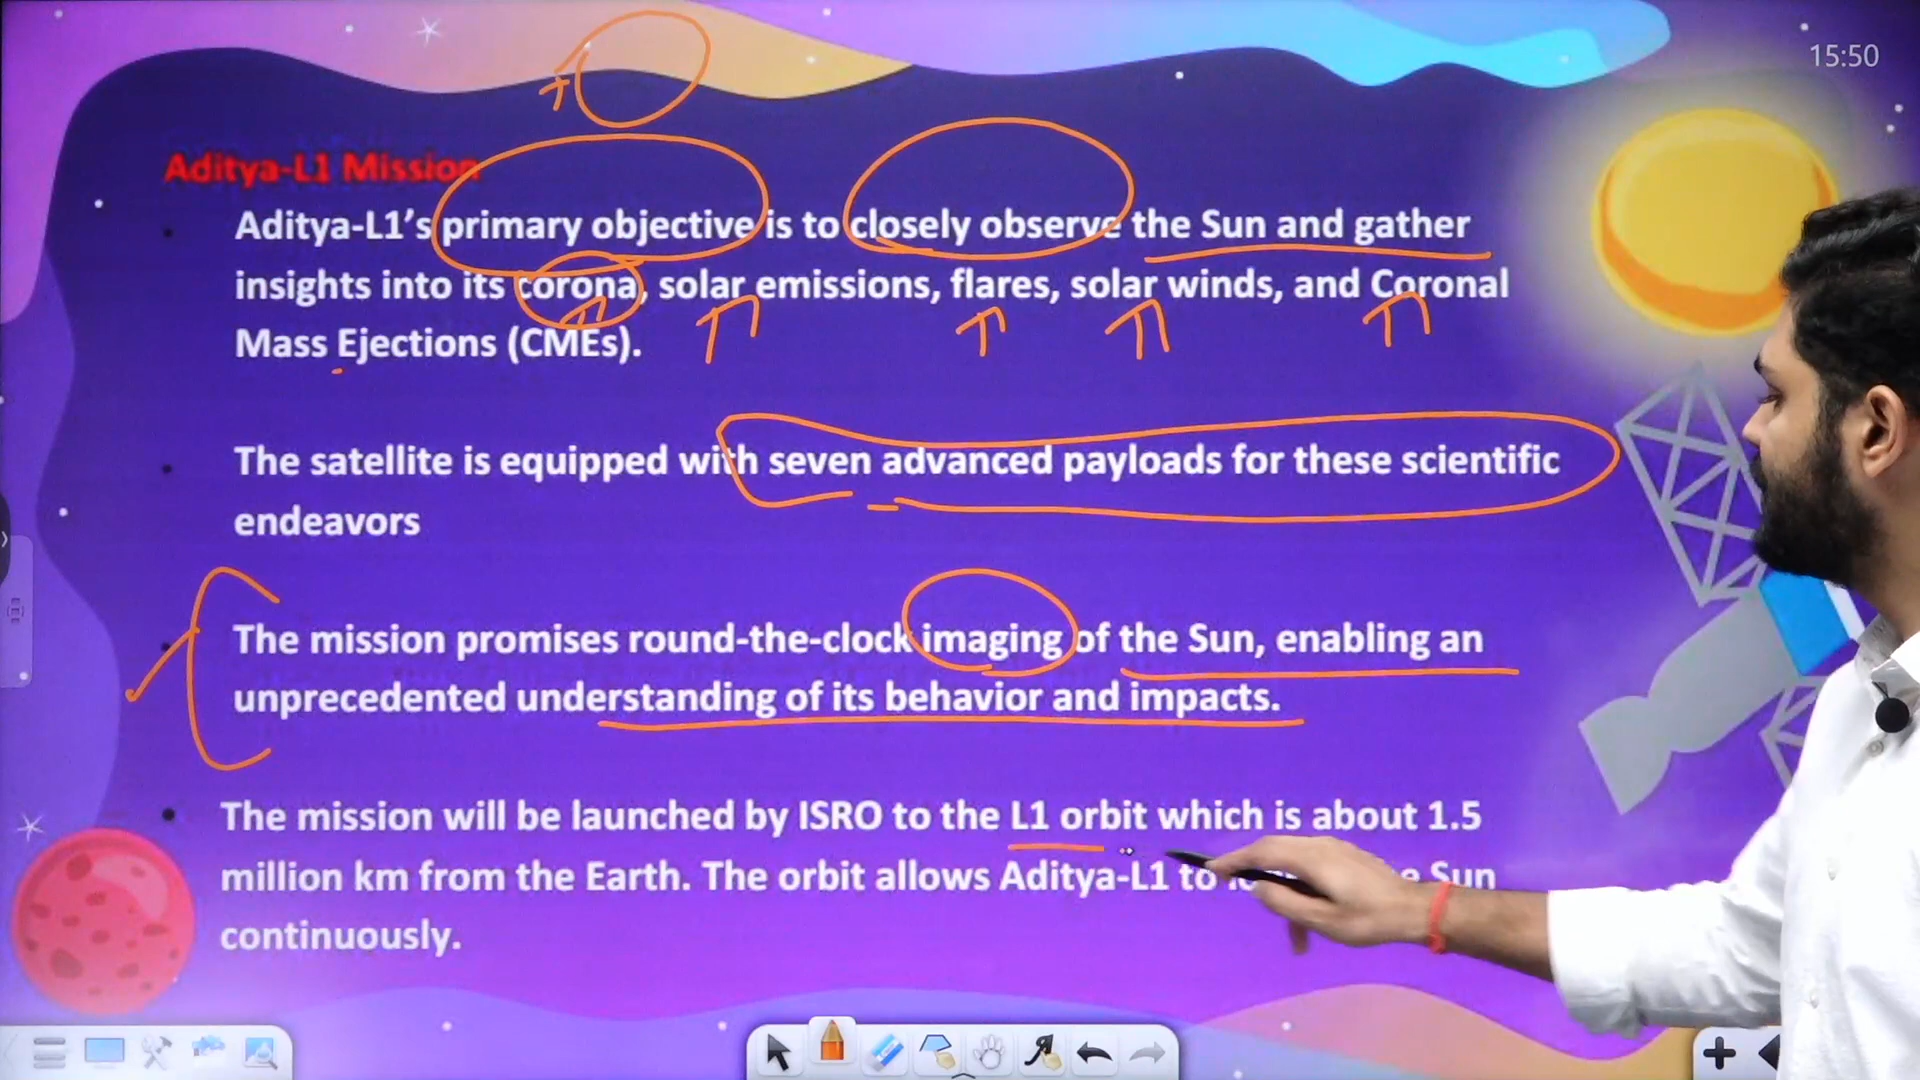 15:50
Aditya-L1 Mission
Aditya-L1’s primary objective is to closely observe the Sun and gather
insights into its corona, solar emissions, flares, solar winds, and Coronal
Mass Ejections (CMEs).
The satellite is equipped with seven advanced payloads for these scientific
endeavors
The mission promises round-the-clock imaging of the Sun, enabling an
unprecedented understanding of its behavior and impacts.
The mission will be launched by ISRO to the L1 orbit which is about 1.5
million km from the Earth. The orbit allows Aditya-L1 to Sun
continuously.